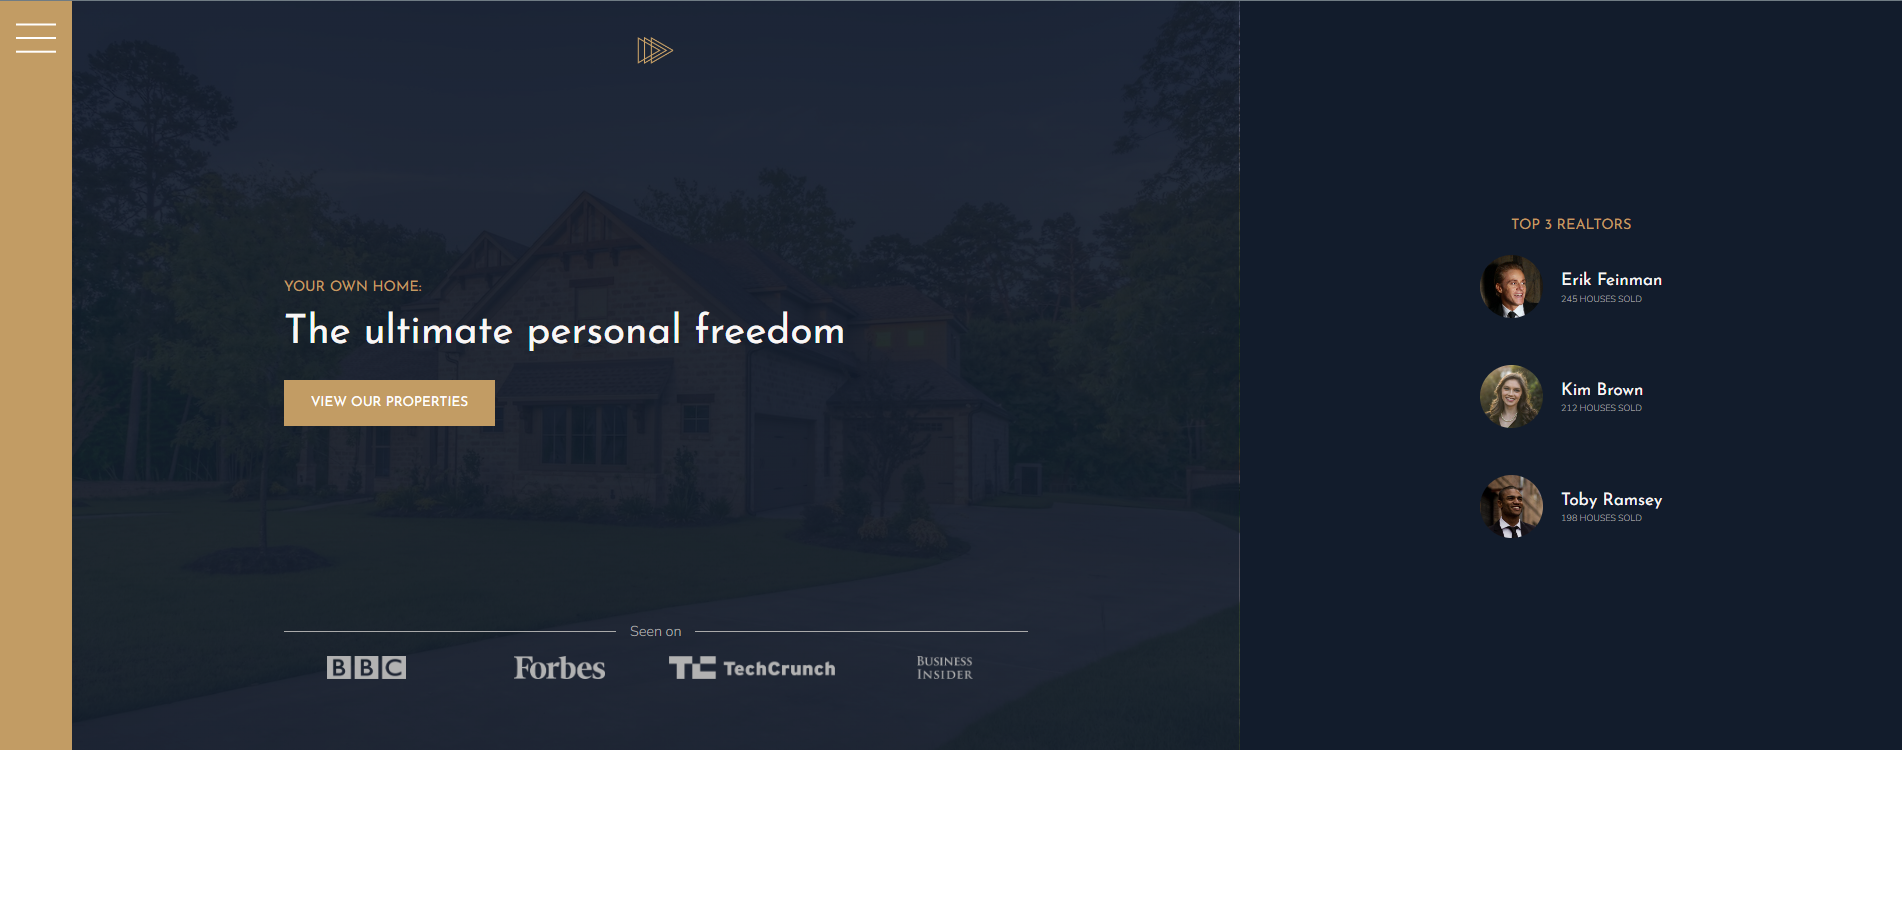 YOUR OWN HOME:
The ultimate personal freedom
VIEW OUR PROPERTIES
Seen on
BBC
Forbes
TC TechCrunch
BUSINESS
INSIDER
TOP 3 REALTORS
Erik Feinman
245 HOUSES SOLD
Kim Brown
212 HOUSES SOLD
Toby Ramsey
198 HOUSES SOLD